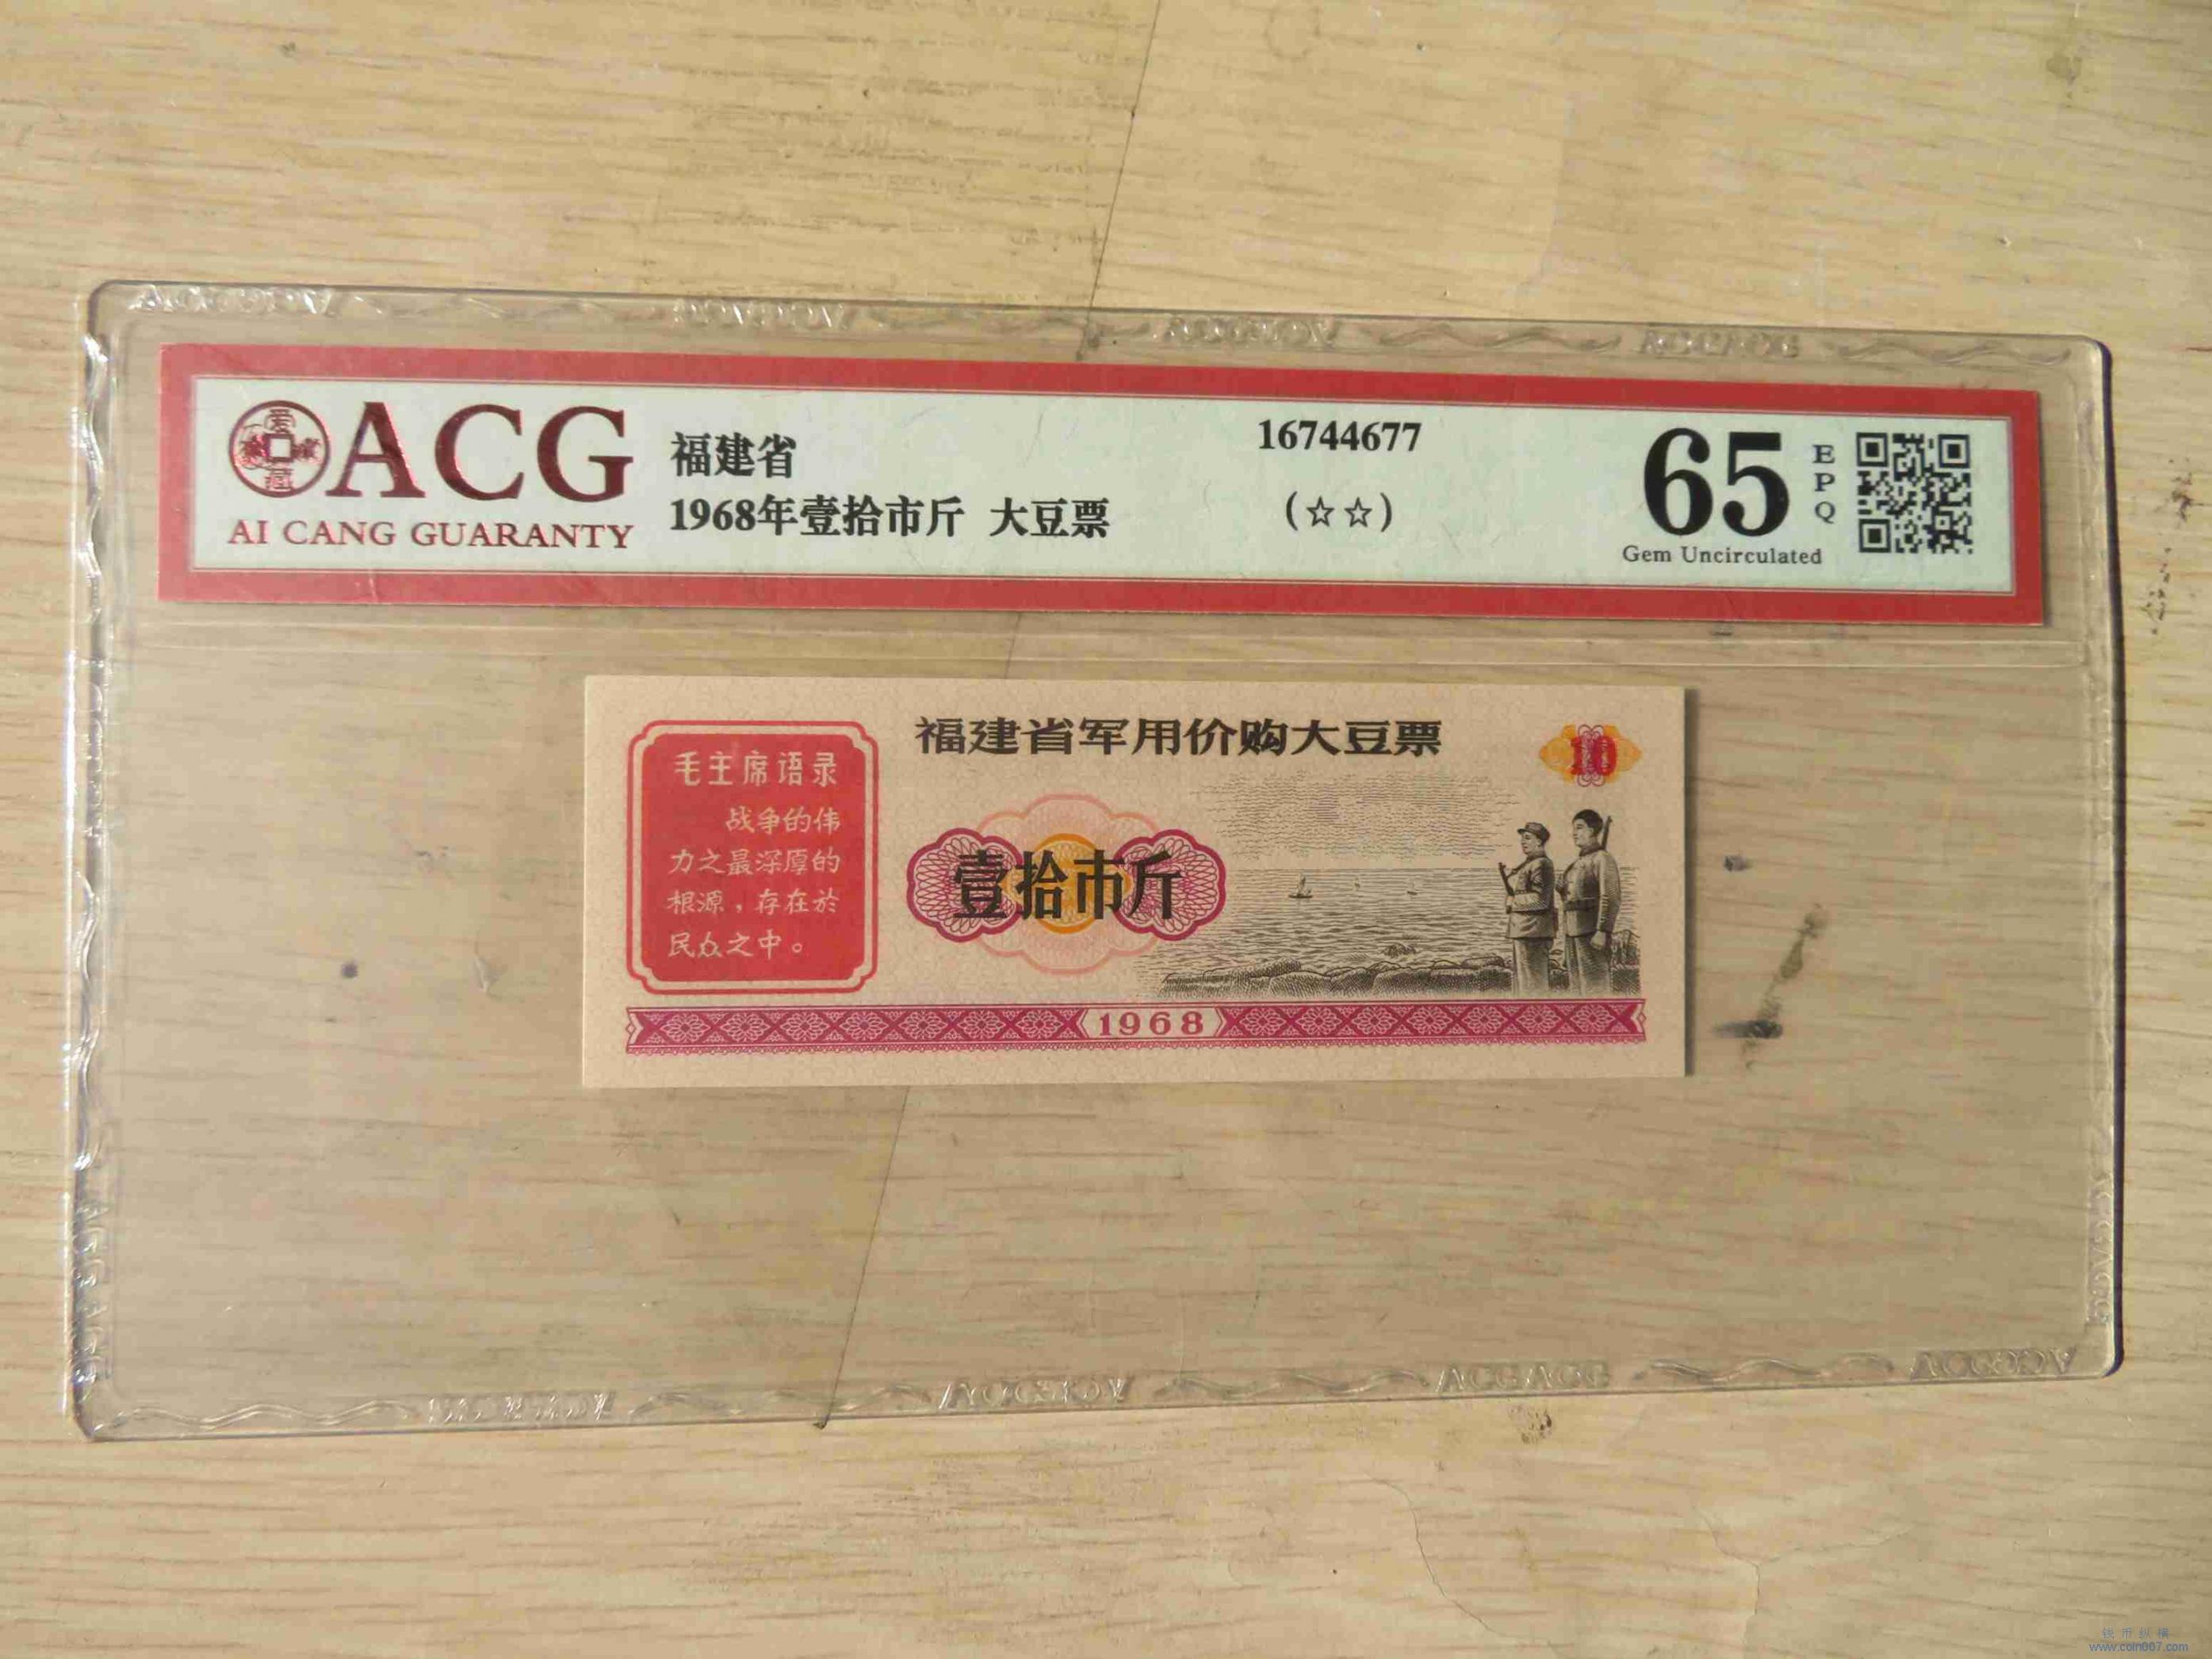 ACG
AI CANG GUARANTY
福建省
1968年壹拾市斤 大豆票
16744677
(☆☆)
65
EPQ
Gem Uncirculated
福建省军用价购大豆票
10
毛主席语录
战争的伟
力之最深厚的
根源，存在於
民众之中。
壹拾市斤
1968
www.coin007.com